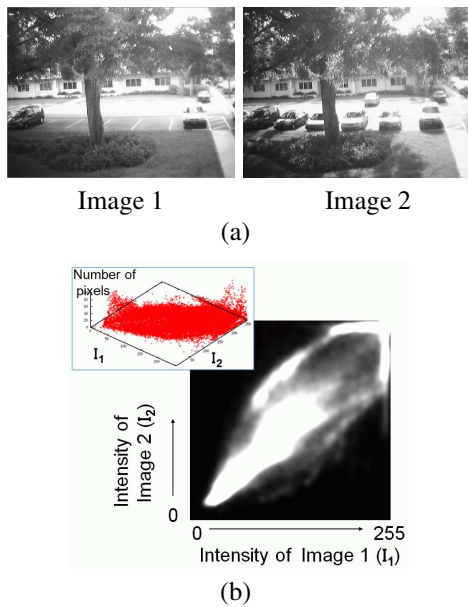 Image 1
Image 2
(a)
Number of
pixels
I1
I2
Intensity of
Image 2 (I2)
0
0
255
Intensity of Image 1 (I1)
(b)